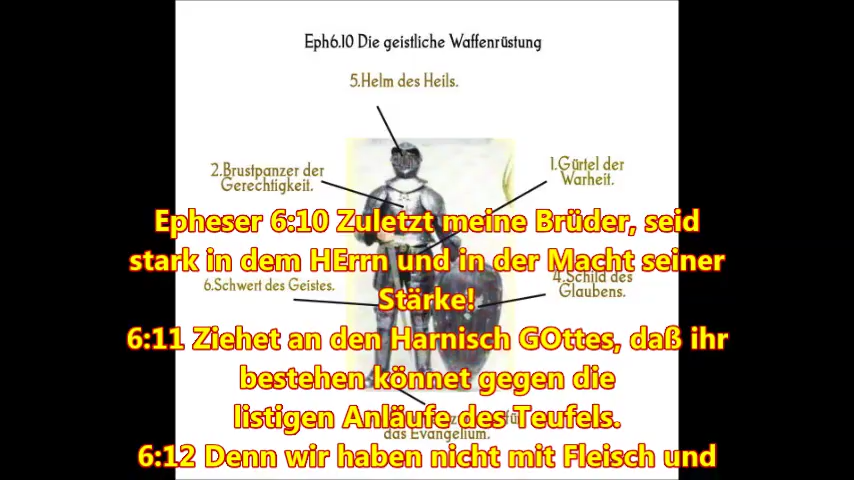 Eph6.10 Die geistliche Waffenrüstung
5.Helm des Heils.
2.Brustpanzer der
Gerechtigkeit.
1.Gürtel der
Warheit.
Epheser 6:10 Zuletzt meine Brüder, seid
stark in dem HErrn und in der Macht seiner
4.Schild des
Glaubens.
6.Schwert des Geistes.
Stärke!
6:11 Ziehet an den Harnisch GOttes, daß ihr
bestehen könnet gegen die
listigen Anläufe des Teufels.
das Evangelium.
6:12 Denn wir haben nicht mit Fleisch und